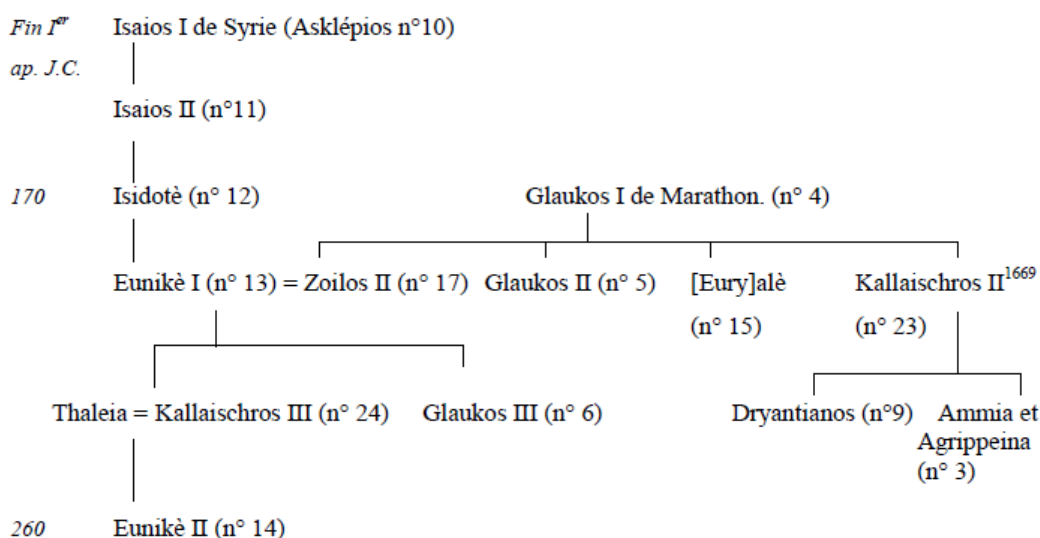 Fin Iᵉʳ Isaios I de Syrie (Asklépios n°10)
ap. J.C.
Isaios II (n°11)
170 Isidotè (n° 12) Glaukos I de Marathon. (n° 4)
Eunikè I (n° 13) = Zoilos II (n° 17) Glaukos II (n° 5) [Eury]alè Kallaischros II¹⁶⁶⁹
(n° 15) (n° 23)
Thaleia = Kallaischros III (n° 24) Glaukos III (n° 6) Dryantianos (n°9) Ammia et
Agrippeina
(n° 3)
260 Eunikè II (n° 14)